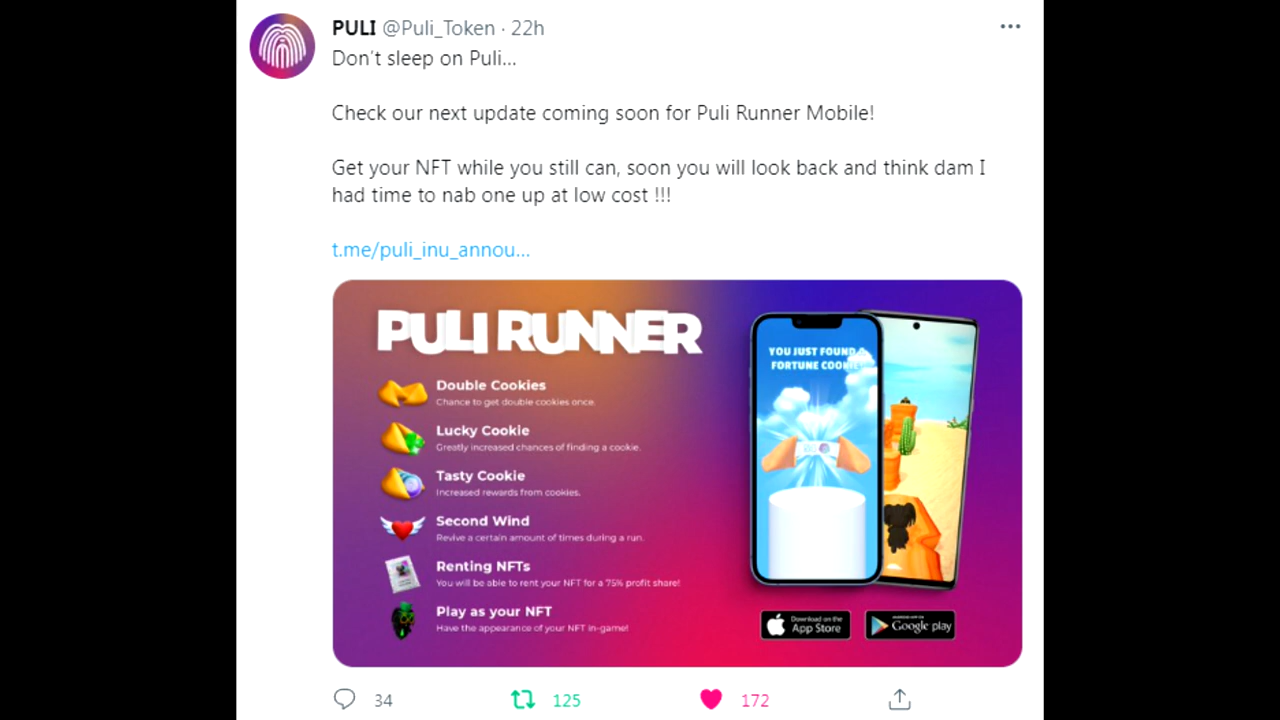 PULI @Puli_Token · 22h
Don't sleep on Puli...
Check our next update coming soon for Puli Runner Mobile!
Get your NFT while you still can, soon you will look back and think dam I
had time to nab one up at low cost !!!
t.me/puli_inu_annou...
PULI RUNNER
Double Cookies
Chance to get double cookies once.
Lucky Cookie
Greatly increased chances of finding a cookie.
Tasty Cookie
Increased rewards from cookies.
Second Wind
Revive a certain amount of times during a run.
Renting NFTs
You will be able to rent your NFT for a 75% profit share!
Play as your NFT
Have the appearance of your NFT in-game!
YOU JUST FOUND
FORTUNE COOKIE
Download on the
App Store
Google play
34
125
172